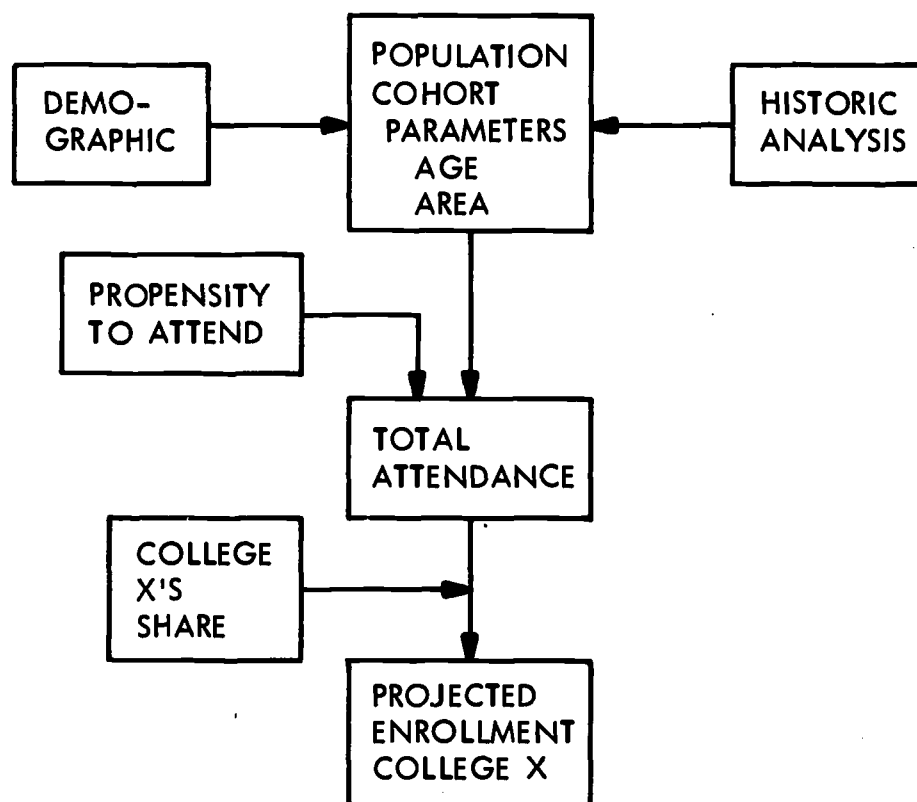 DEMO-
GRAPHIC
POPULATION
COHORT
PARAMETERS
AGE
AREA
HISTORIC
ANALYSIS
PROPENSITY
TO ATTEND
TOTAL
ATTENDANCE
COLLEGE
X'S
SHARE
PROJECTED
ENROLLMENT
COLLEGE X